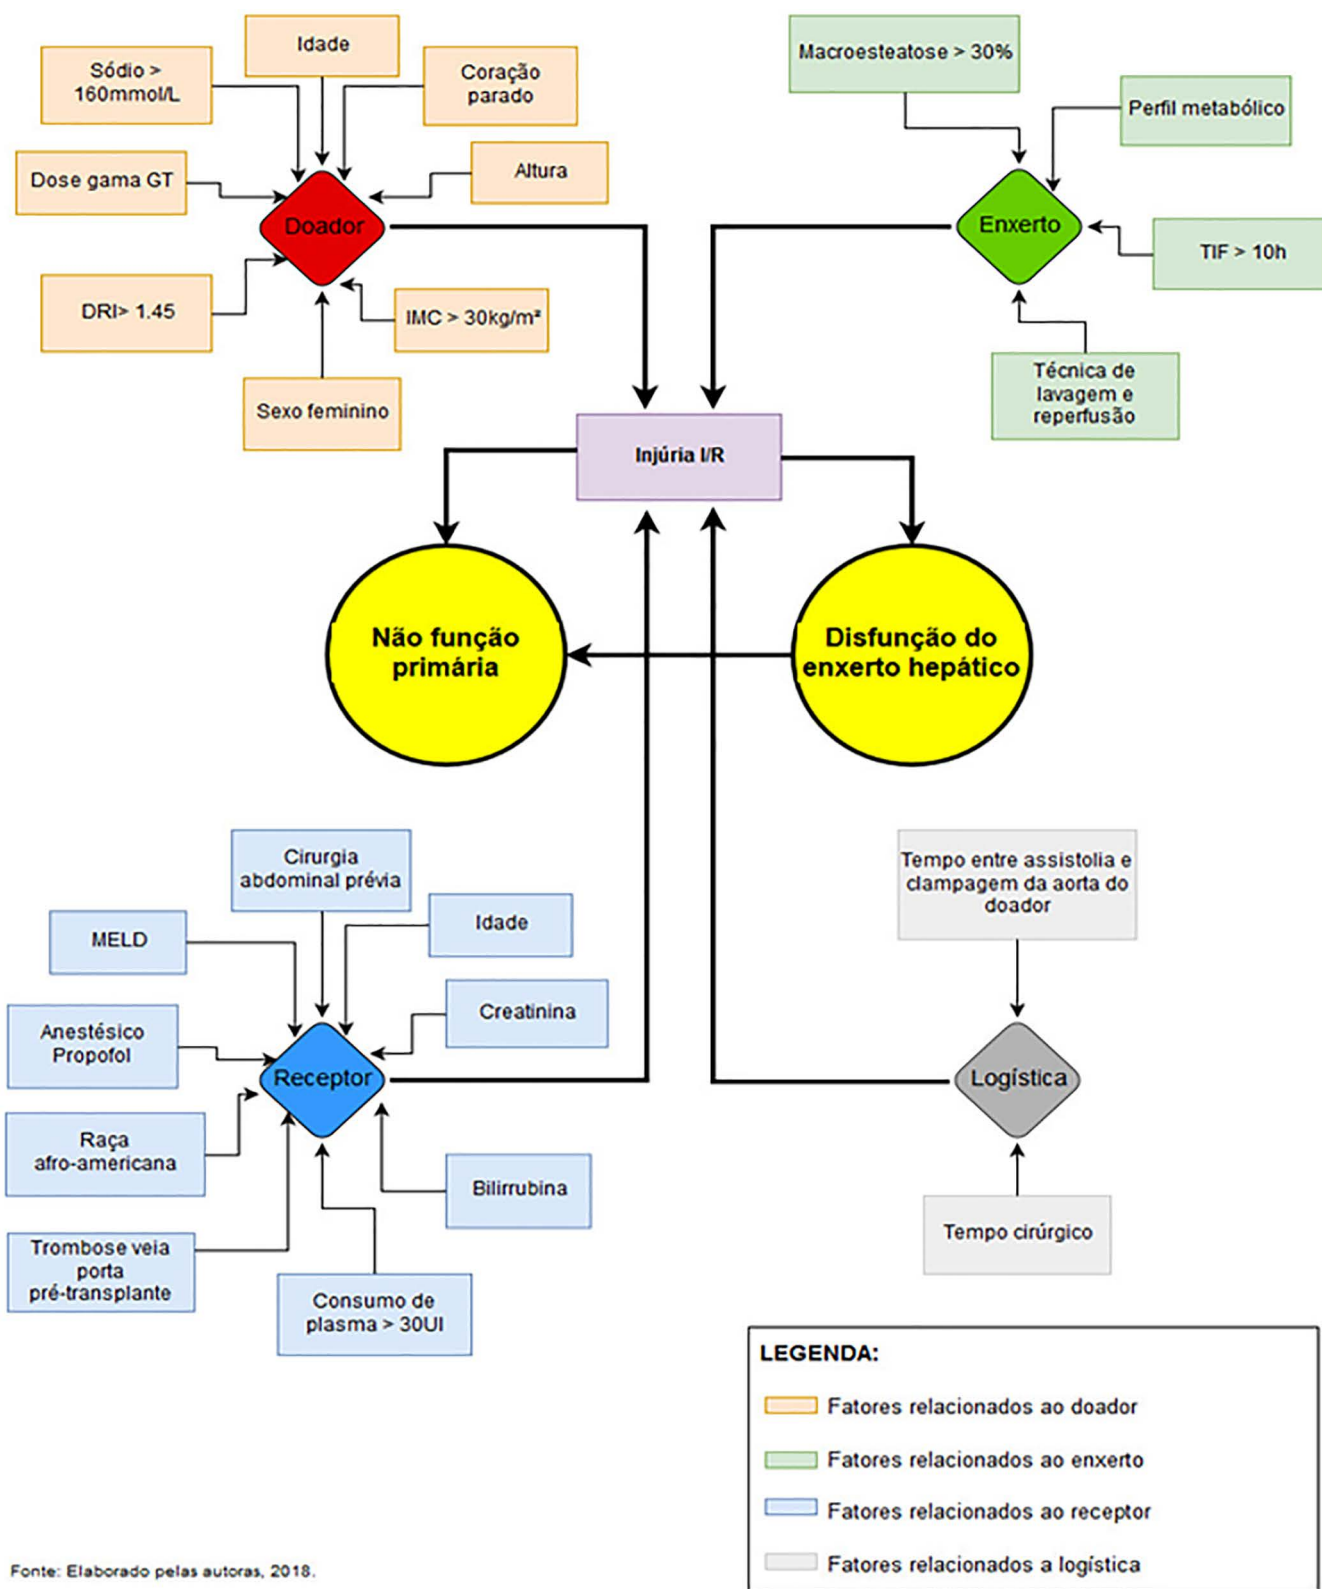 Idade
Sódio >
160mmol/L
Coração
parado
Dose gama GT
Altura
Doador
DRI> 1.45
IMC > 30kg/m²
Sexo feminino
Macroesteatose > 30%
Perfil metabólico
Enxerto
TIF > 10h
Técnica de
lavagem e
reperfusão
Injúria I/R
Não função
primária
Disfunção do
enxerto hepático
Cirurgia
abdominal prévia
MELD
Idade
Anestésico
Propofol
Creatinina
Receptor
Raça
afro-americana
Bilirrubina
Trombose veia
porta
pré-transplante
Consumo de
plasma > 30UI
Tempo entre assistolia e
clampagem da aorta do
doador
Logística
Tempo cirúrgico
LEGENDA:
Fatores relacionados ao doador
Fatores relacionados ao enxerto
Fatores relacionados ao receptor
Fatores relacionados a logística
Fonte: Elaborado pelas autoras, 2018.